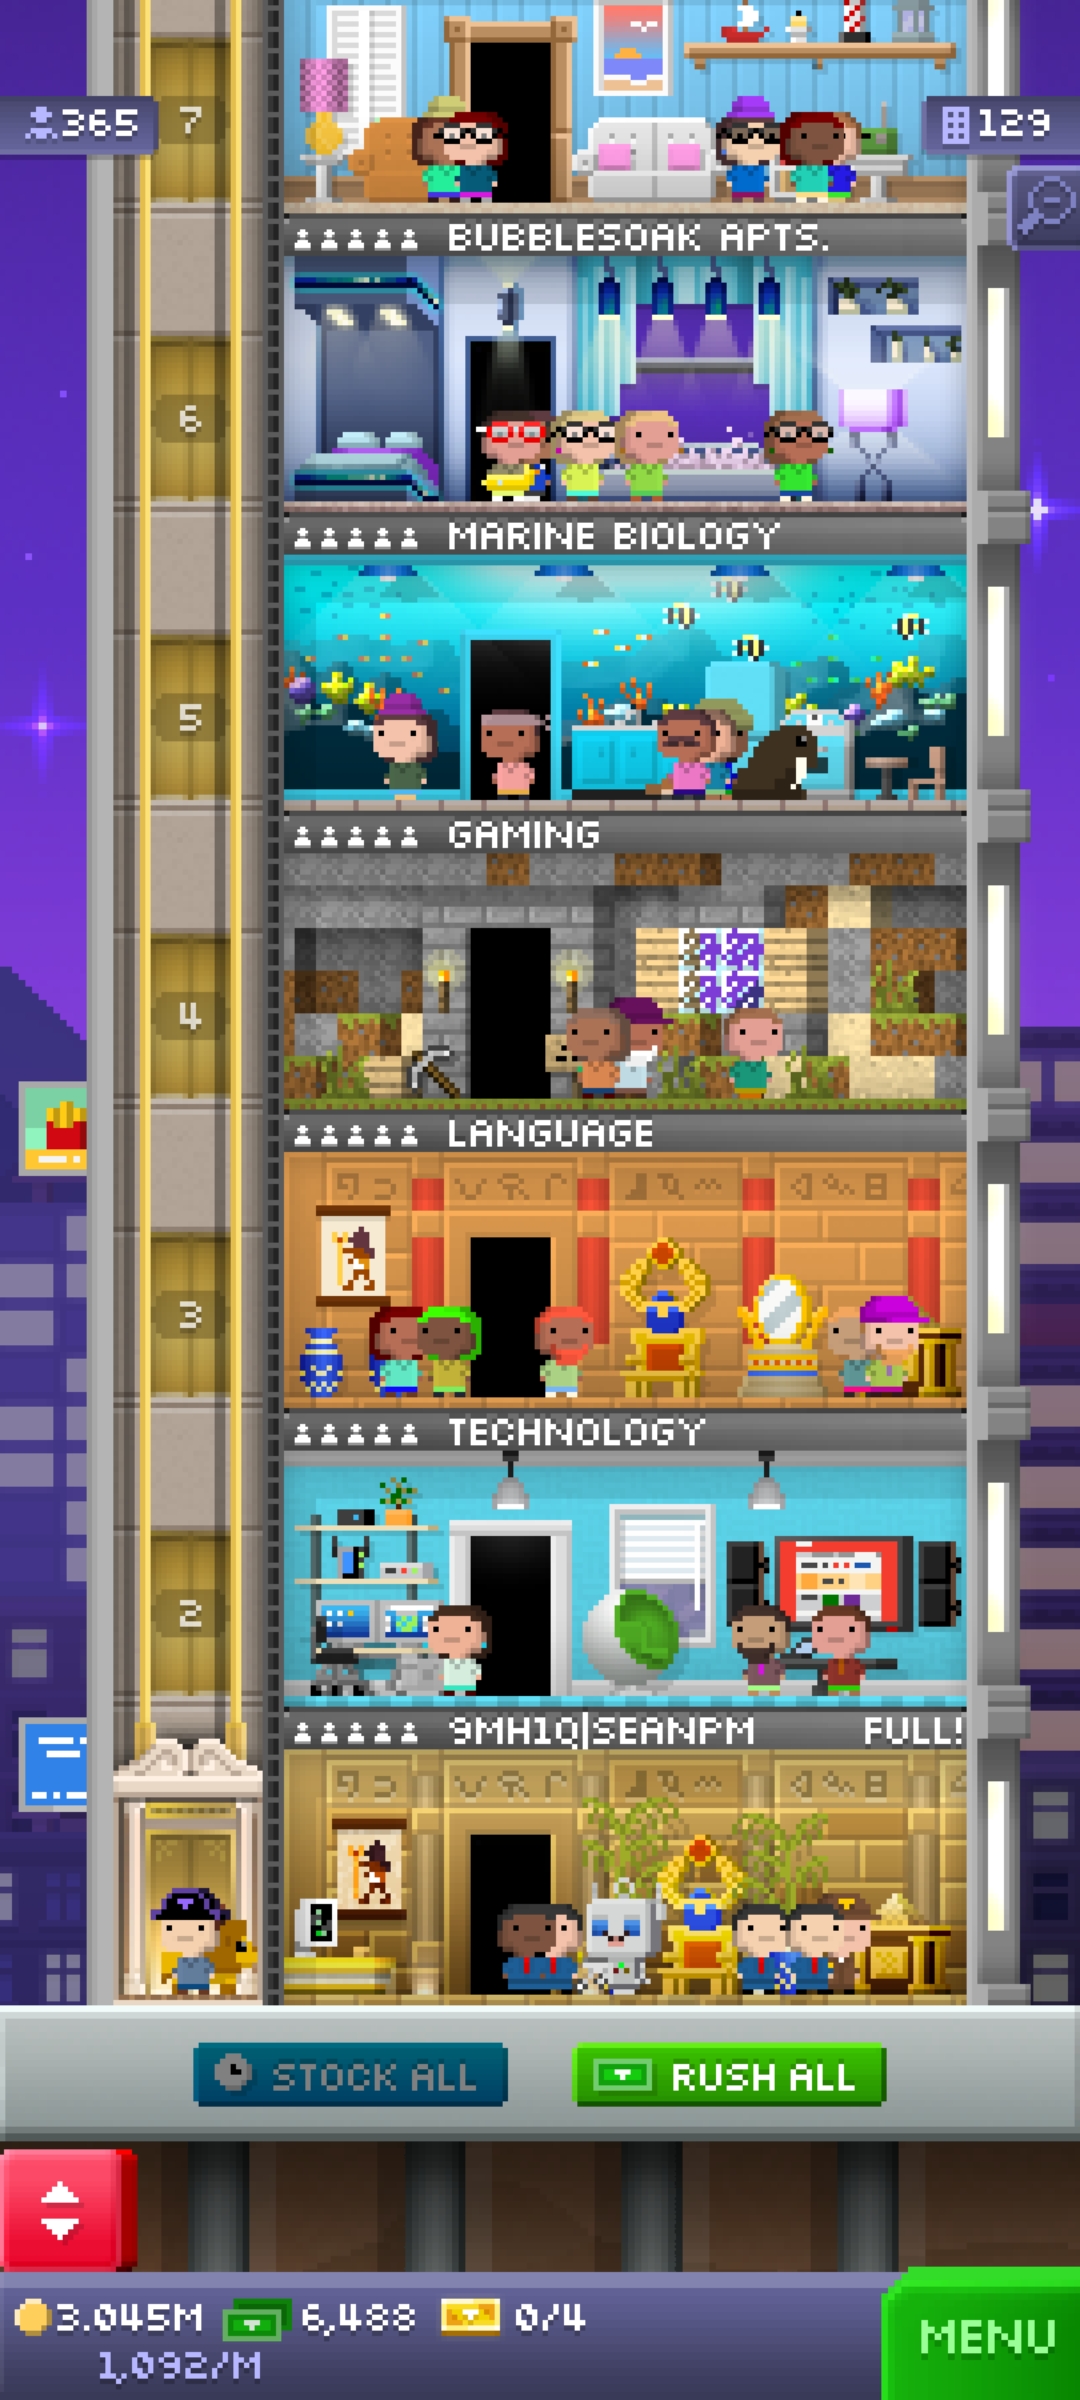 7
365
129
BUBBLESOAK APTS.
6
MARINE BIOLOGY
5
GAMING
4
LANGUAGE
3
TECHNOLOGY
2
9MH1Q|SEANPM FULL!
STOCK ALL
RUSH ALL
3.045M 6,488 0/4
1,092/M
MENU